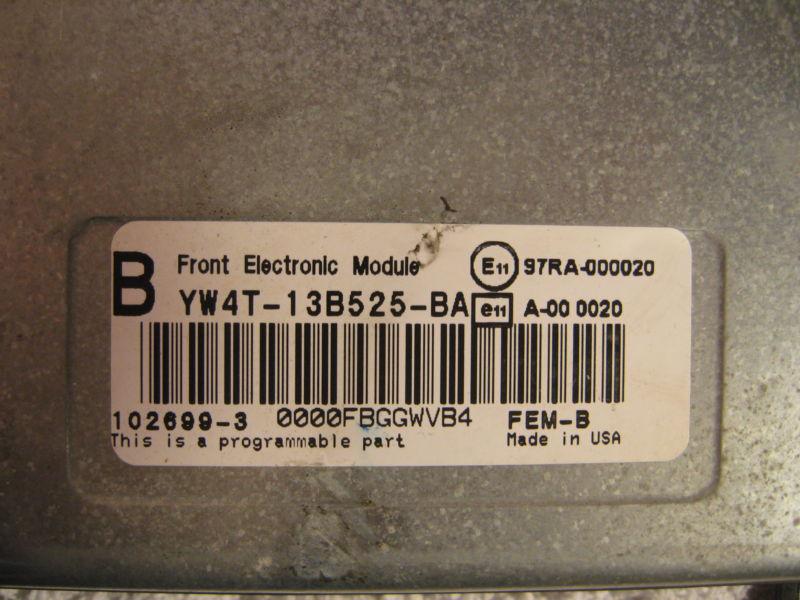 B Front Electronic Module E11 97RA-000020
YW4T-13B525-BA e11 A-00 0020
102699-3 0000FBGGWVB4 FEM-B
This is a programmable part Made in USA